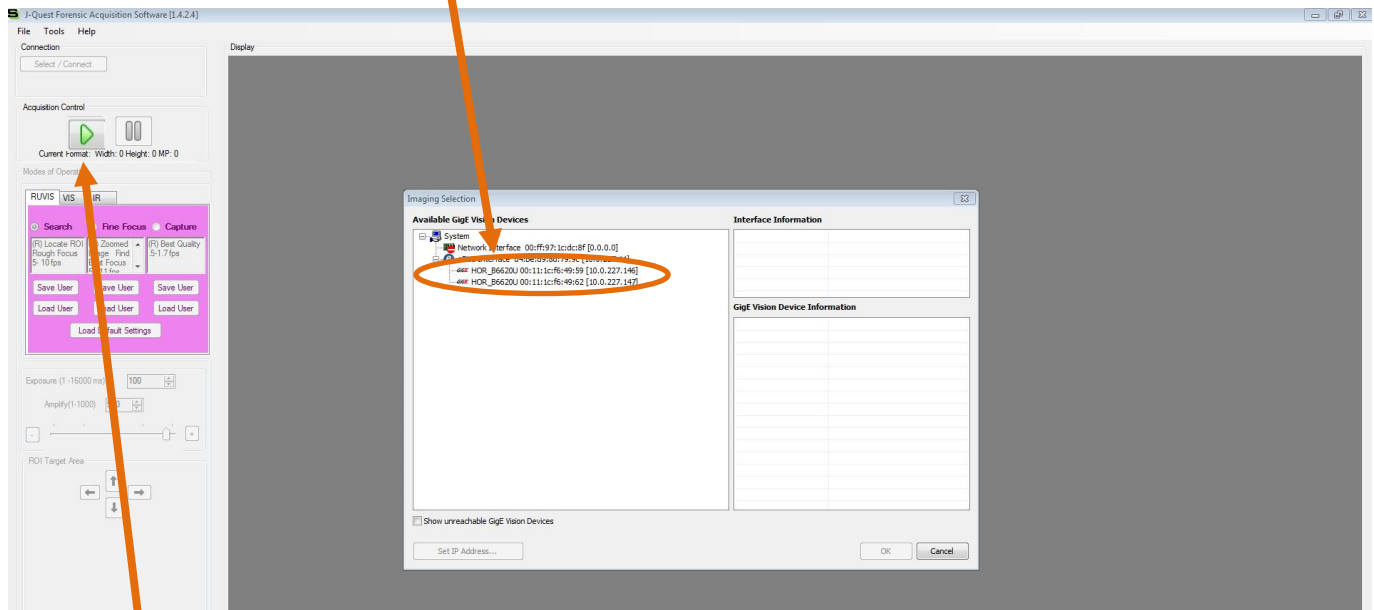 J-Quest Forensic Acquisition Software [1.4.2.4]
File Tools Help
Connection
Select / Connect
Acquisition Control
Current Format: Width: 0 Height: 0 MP: 0
Modes of
RUVIS VIS IR
Search Fine Focus Capture
(R) Locate ROI Rough Focus 5-10fps
Zoomed Find Focus
(R) Best Quality .5-1.7fps
Save User Save User Save User
Load User Load User Load User
Load Default Settings
Exposure (1 -16000 ms) 100
Amplify(1-1000)
- +
ROI Target Area
Display
Imaging Selection
Available GigE Vision Devices
System
Network Interface 00:ff:97:1c:dc:8f [0.0.0.0]
HOR_B6620U 00:11:1c:f6:49:59 [10.0.227.146]
HOR_B6620U 00:11:1c:f6:49:62 [10.0.227.147]
Show unreachable GigE Vision Devices
Set IP Address...
Interface Information
GigE Vision Device Information
OK Cancel